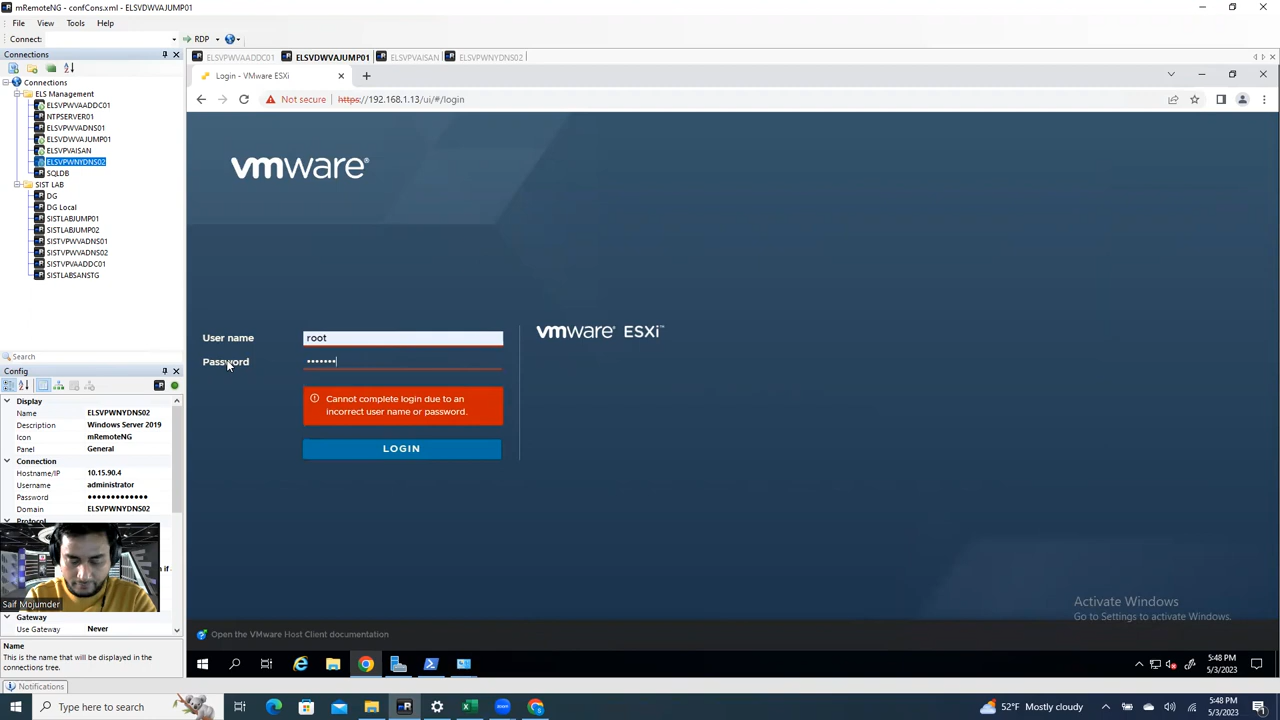 mRemoteNG - confCons.xml - ELSVDWVAJUMP01
File View Tools Help
Connect: RDP
Connections
ELSVPWVAADDC01 ELSVDWVAJUMP01 ELSVPVAISAN ELSVPWNYDNS02
Login - VMware ESXi
Not secure https://192.168.1.13/ui/#/login
Connections
ELS Management
ELSVPWVAADDC01
NTPSERVER01
ELSVPWVADNS01
ELSVDWVAJUMP01
ELSVPVAISAN
ELSVPWNYDNS02
SQLDB
SIST LAB
DG
DG Local
SISTLABJUMP01
SISTLABJUMP02
SISTVPWVADNS01
SISTVPWVADNS02
SISTVPVAADDC01
SISTLABSANSTG
Search
Config
Display
Name ELSVPWNYDNS02
Description Windows Server 2019
Icon mRemoteNG
Panel General
Connection
Hostname/IP 10.15.90.4
Username administrator
Password •••••••••••••
Domain ELSVPWNYDNS02
Protocol
Saif Mojumder
Gateway
Use Gateway Never
Name
This is the name that will be displayed in the
connections tree.
Notifications
vmware®
User name root
Password •••••••
Cannot complete login due to an
incorrect user name or password.
LOGIN
vmware® ESXi™
Activate Windows
Go to Settings to activate Windows.
Open the VMware Host Client documentation
5:48 PM
5/3/2023
Type here to search
52°F Mostly cloudy
5:48 PM
5/3/2023